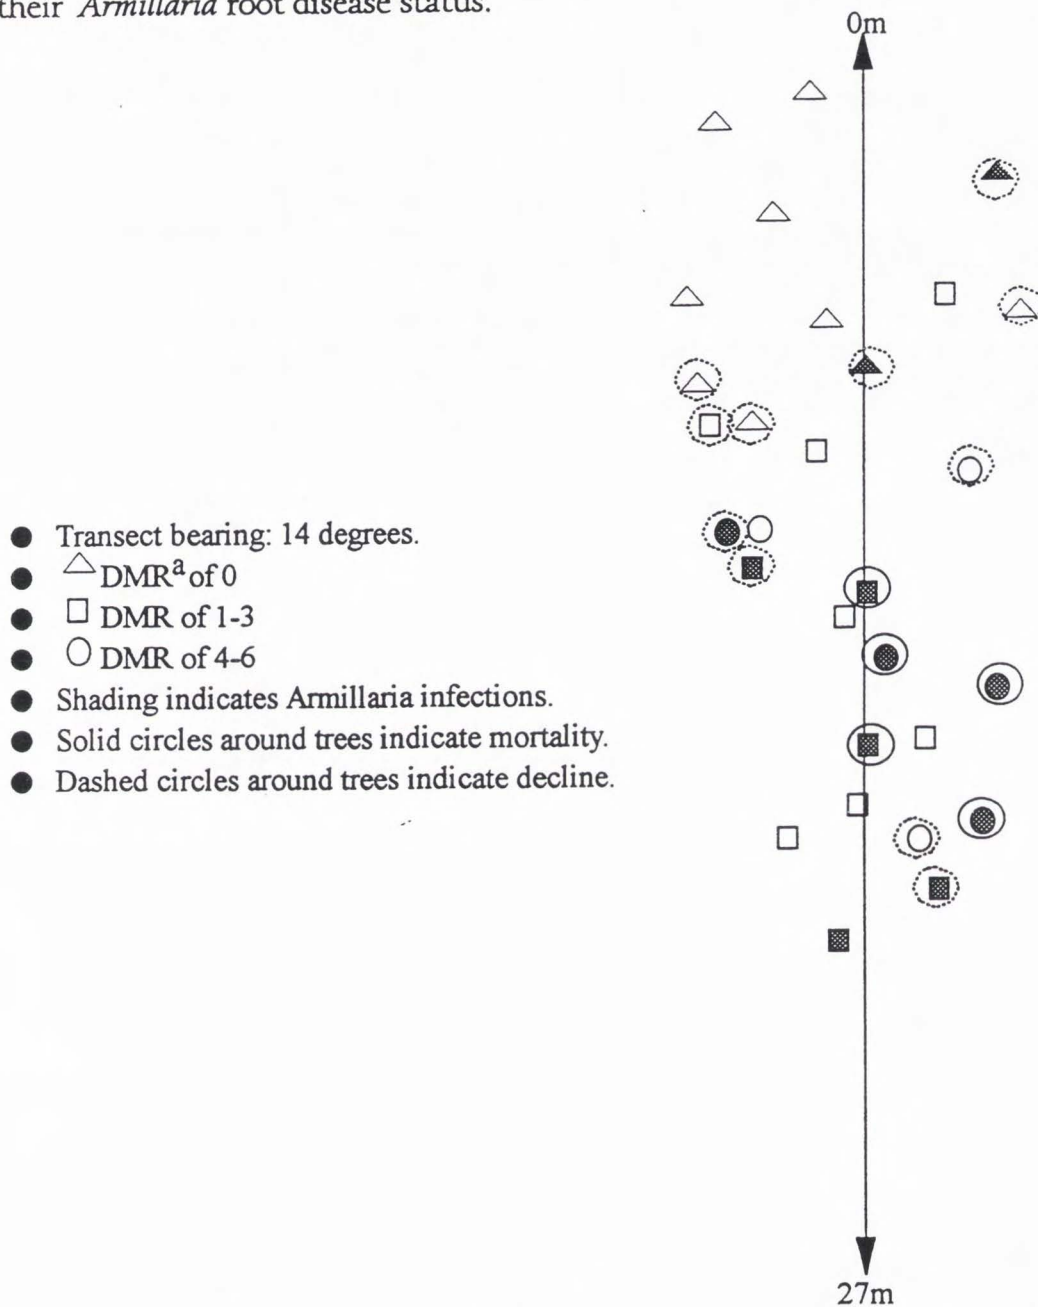 their Armillaria root disease status.
0m
● Transect bearing: 14 degrees.
● △ DMRª of 0
● □ DMR of 1-3
● ○ DMR of 4-6
● Shading indicates Armillaria infections.
● Solid circles around trees indicate mortality.
● Dashed circles around trees indicate decline.
27m